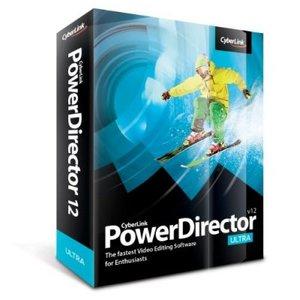 CyberLink
PowerDirector 12
ULTRA
CyberLink
CyberLink
PowerDirector
v12
ULTRA
The fastest Video Editing Software
for Enthusiasts